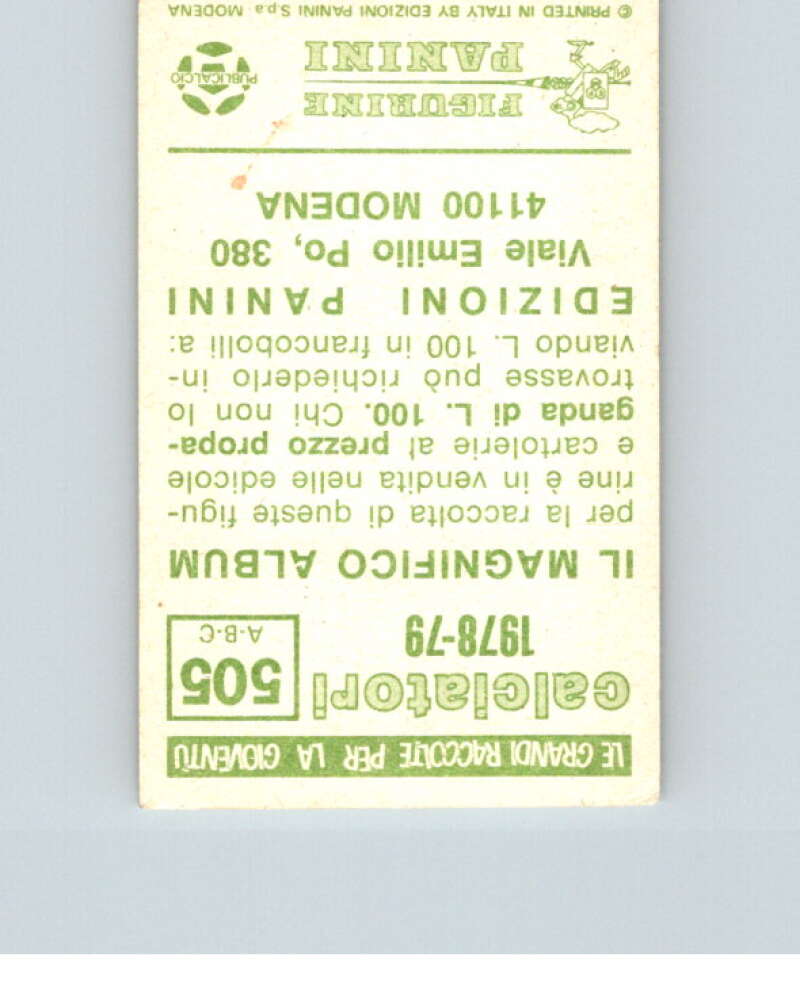 LE GRANDI RACCOLTE PER LA GIOVENTÙ
calciatori
1978-79
505
A-B-C
IL MAGNIFICO ALBUM
per la raccolta di queste figu-
rine è in vendita nelle edicole
e cartolerie al prezzo propa-
ganda di L. 100. Chi non lo
trovasse può richiederlo in-
viando L. 100 in francobolli a:
EDIZIONI PANINI
Viale Emilio Po, 380
41100 MODENA
FIGURINE
PANINI
PUBLICALCIO
© PRINTED IN ITALY BY EDIZIONI PANINI S.p.a. MODENA